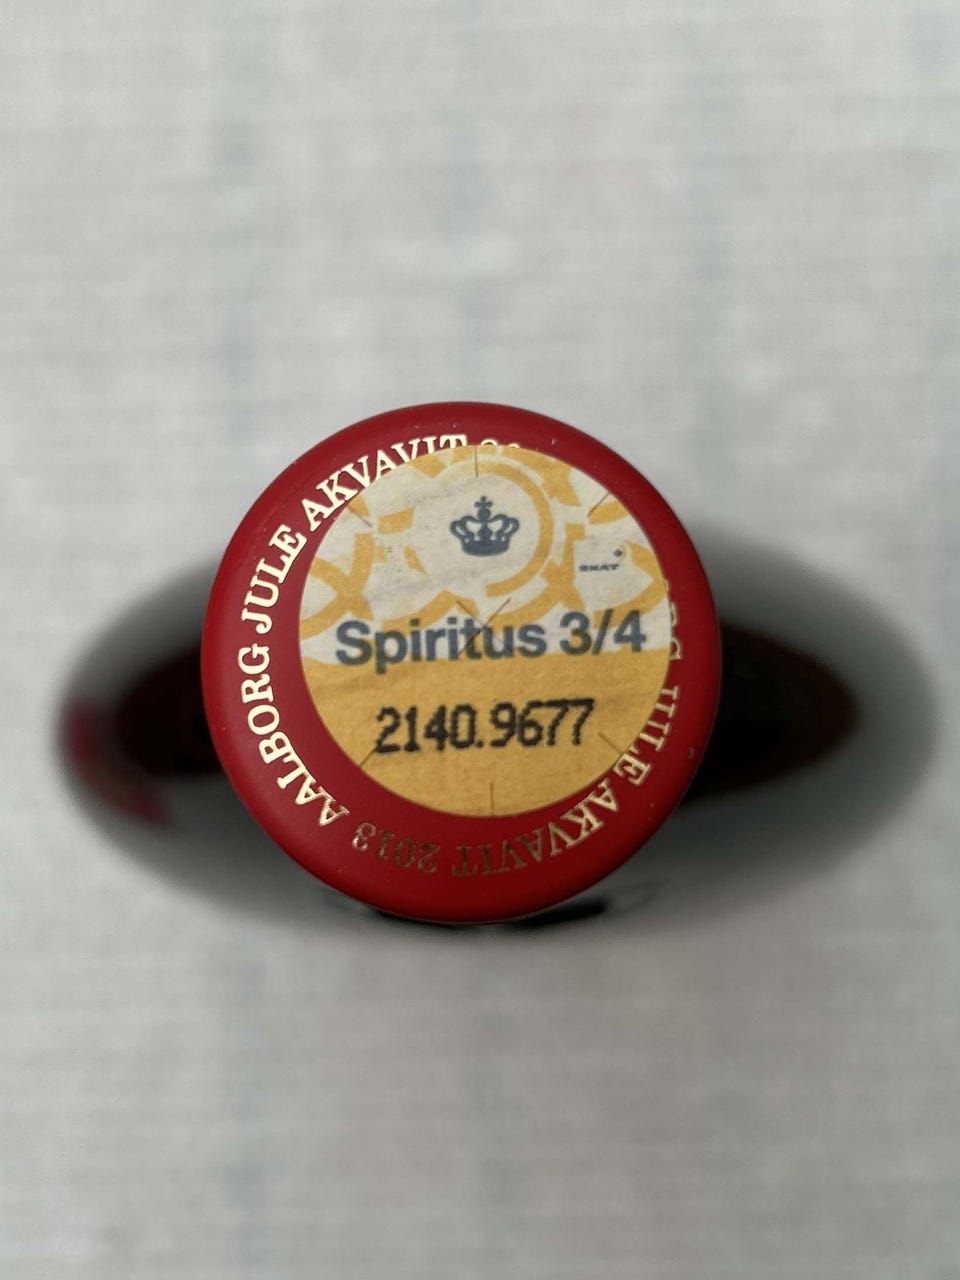 AALBORG JULE AKVAVIT
JULE AKVAVIT 2013
SKAT
Spiritus 3/4
2140.9677